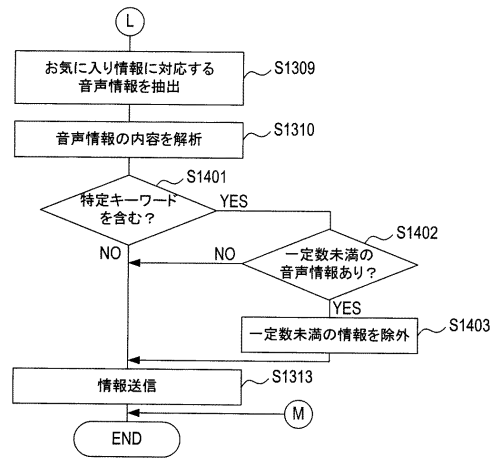 L
お気に入り情報に対応する
音声情報を抽出
S1309
音声情報の内容を解析
S1310
特定キーワード
を含む?
S1401
YES
NO
一定数未満の
音声情報あり?
S1402
NO
YES
一定数未満の情報を除外
S1403
情報送信
S1313
M
END